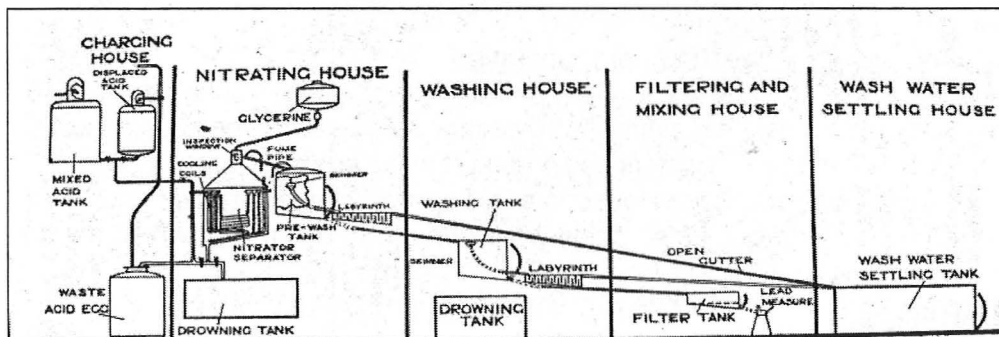 CHARGING
HOUSE
DISPLACED
ACID TANK
MIXED
ACID
TANK
WASTE
ACID EGG
NITRATING HOUSE
GLYCERINE
INSPECTION
WINDOW
FUME
PIPE
COOLING
COILS
SKIMMER
LABYRINTH
PRE-WASH
TANK
NITRATOR
SEPARATOR
DROWNING TANK
WASHING HOUSE
WASHING TANK
SKIMMER
LABYRINTH
DROWNING
TANK
FILTERING AND
MIXING HOUSE
OPEN
GUTTER
LEAD
MEASURE
FILTER TANK
WASH WATER
SETTLING HOUSE
WASH WATER
SETTLING TANK